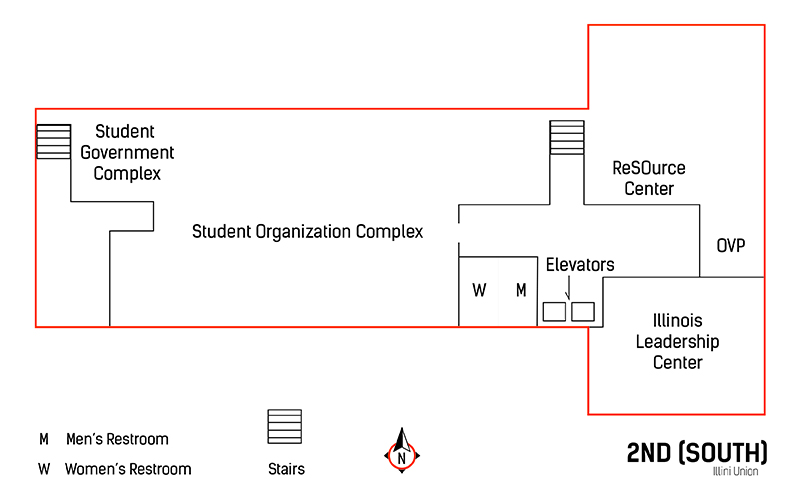 Student
Government
Complex
ReSOurce
Center
Student Organization Complex
OVP
Elevators
W
M
Illinois
Leadership
Center
M Men's Restroom
W Women's Restroom
Stairs
N
2ND (SOUTH)
Illini Union